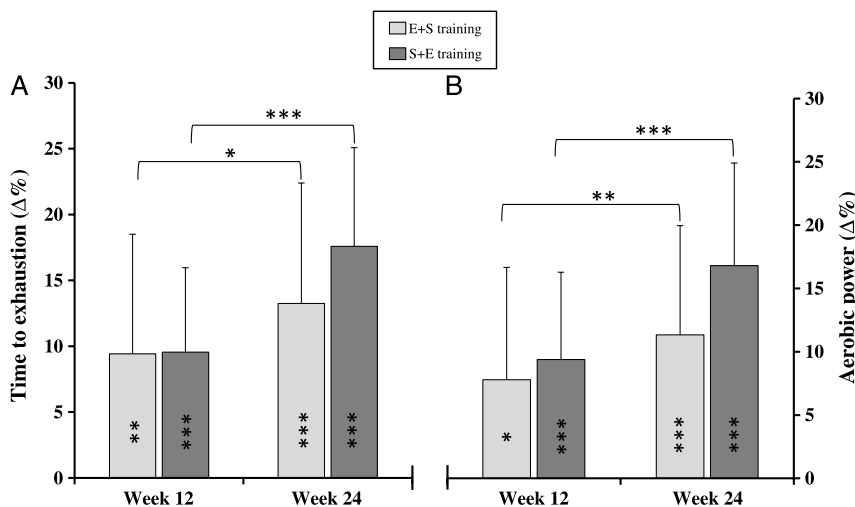 E+S training
S+E training
A
B
Time to exhaustion (Δ%)
30
25
20
15
10
5
0
*
***
**
***
***
***
Week 12
Week 24
**
***
*
***
***
***
Week 12
Week 24
30
25
20
15
10
5
0
Aerobic power (Δ%)